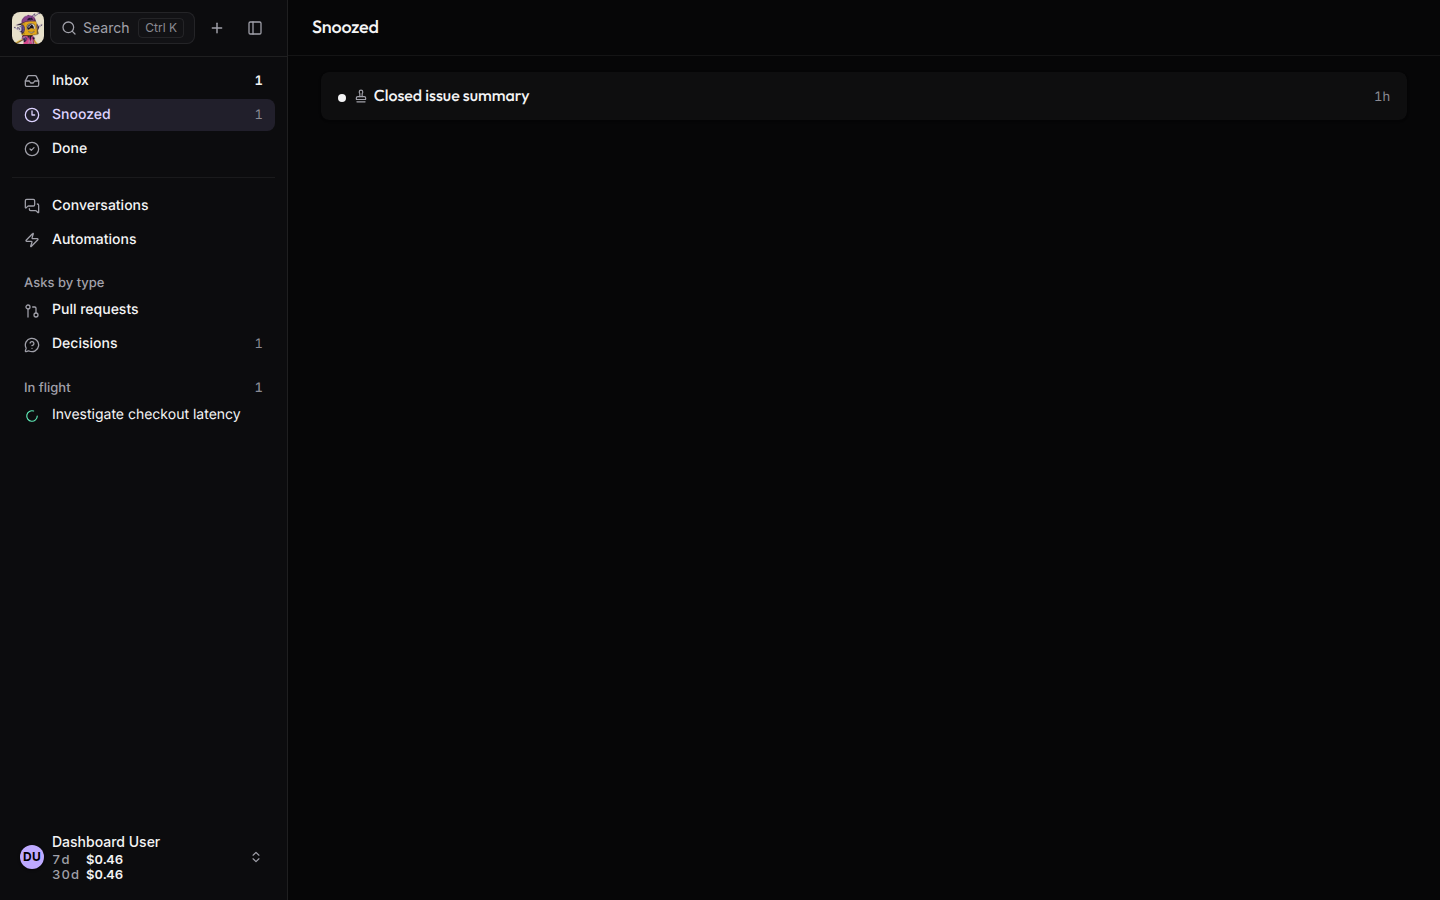 Search Ctrl K
Snoozed
Inbox 1
Snoozed 1
Done
Closed issue summary 1h
Conversations
Automations
Asks by type
Pull requests
Decisions 1
In flight 1
Investigate checkout latency
DU
Dashboard User
7d $0.46
30d $0.46